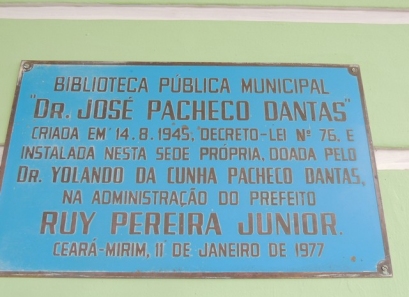 BIBLIOTECA PÚBLICA MUNICIPAL
"DR. JOSÉ PACHECO DANTAS"
CRIADA EM 14.8.1945, DECRETO-LEI Nº 76, E
INSTALADA NESTA SEDE PRÓPRIA, DOADA PELO
DR. YOLANDO DA CUNHA PACHECO DANTAS,
NA ADMINISTRAÇÃO DO PREFEITO
RUY PEREIRA JUNIOR.
CEARÁ-MIRIM, 11 DE JANEIRO DE 1977